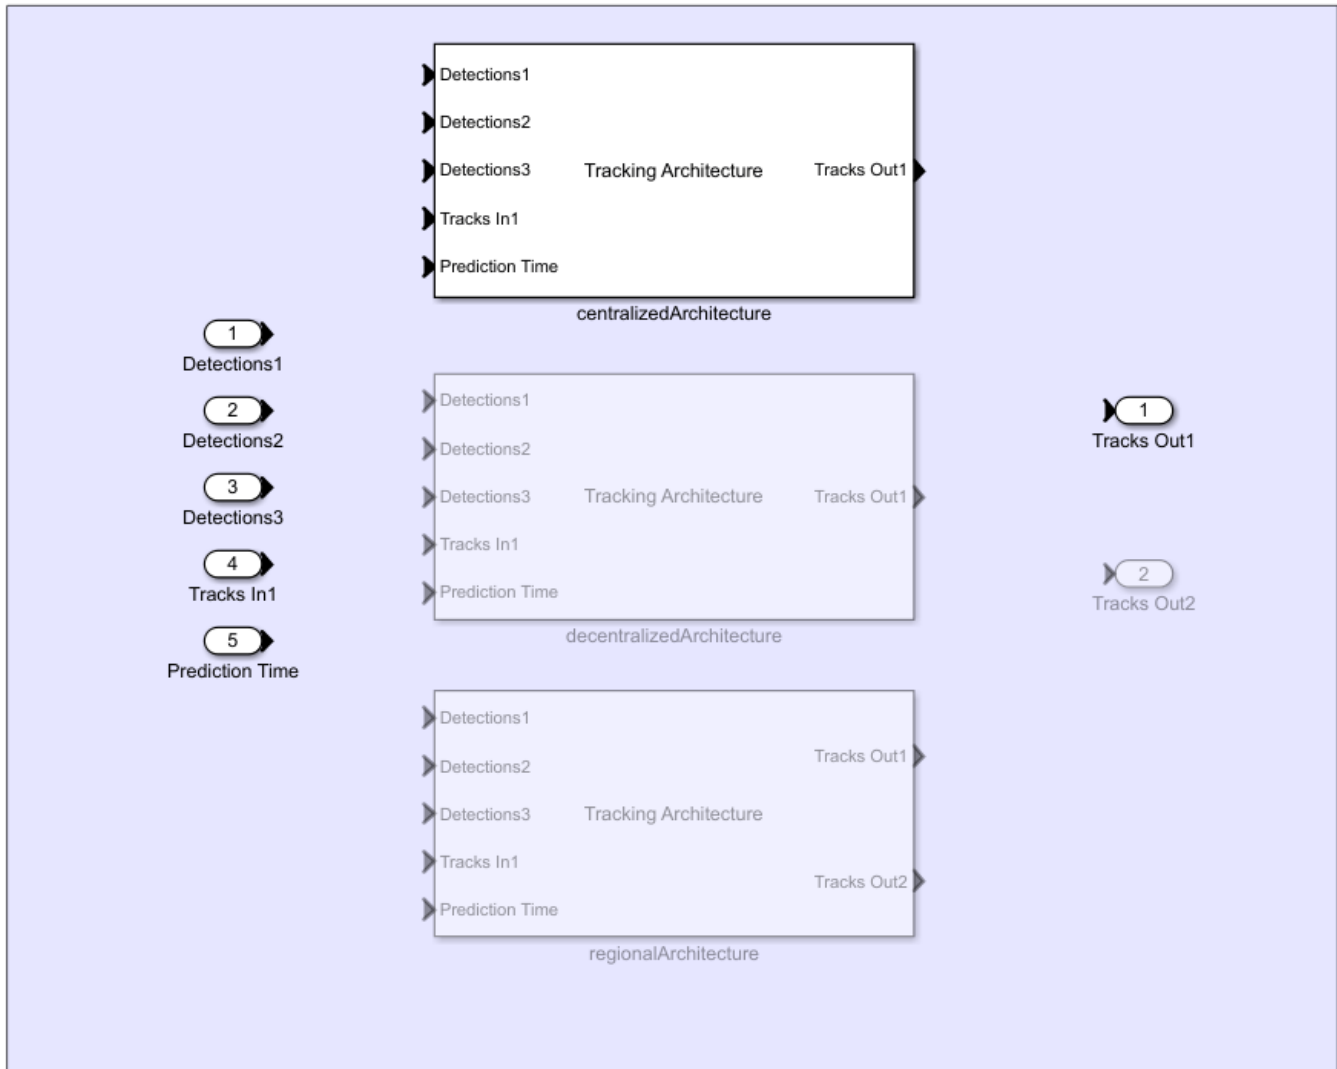 Detections1
Detections2
Detections3 Tracking Architecture Tracks Out1
Tracks In1
Prediction Time
centralizedArchitecture
1
Detections1
2
Detections2
3
Detections3
4
Tracks In1
5
Prediction Time
Detections1
Detections2
Detections3 Tracking Architecture Tracks Out1
Tracks In1
Prediction Time
decentralizedArchitecture
1
Tracks Out1
2
Tracks Out2
Detections1
Tracks Out1
Detections2
Detections3 Tracking Architecture
Tracks In1
Tracks Out2
Prediction Time
regionalArchitecture